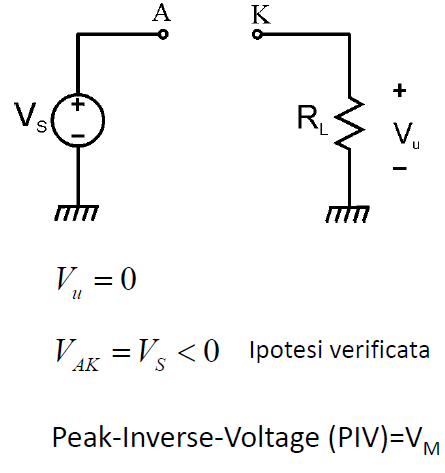 A K
+
V_S + R_L V_u
− −
V_u = 0
V_AK = V_S < 0 Ipotesi verificata
Peak-Inverse-Voltage (PIV)=V_M